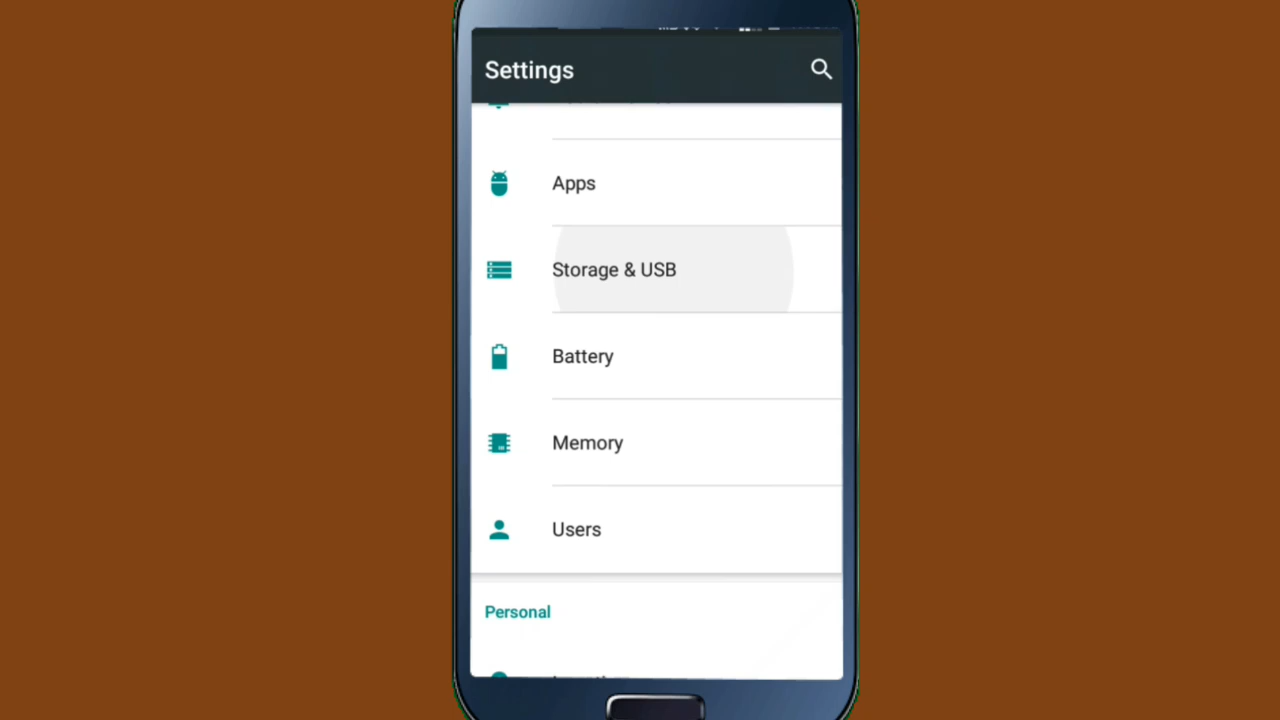 Settings
Apps
Storage & USB
Battery
Memory
Users
Personal